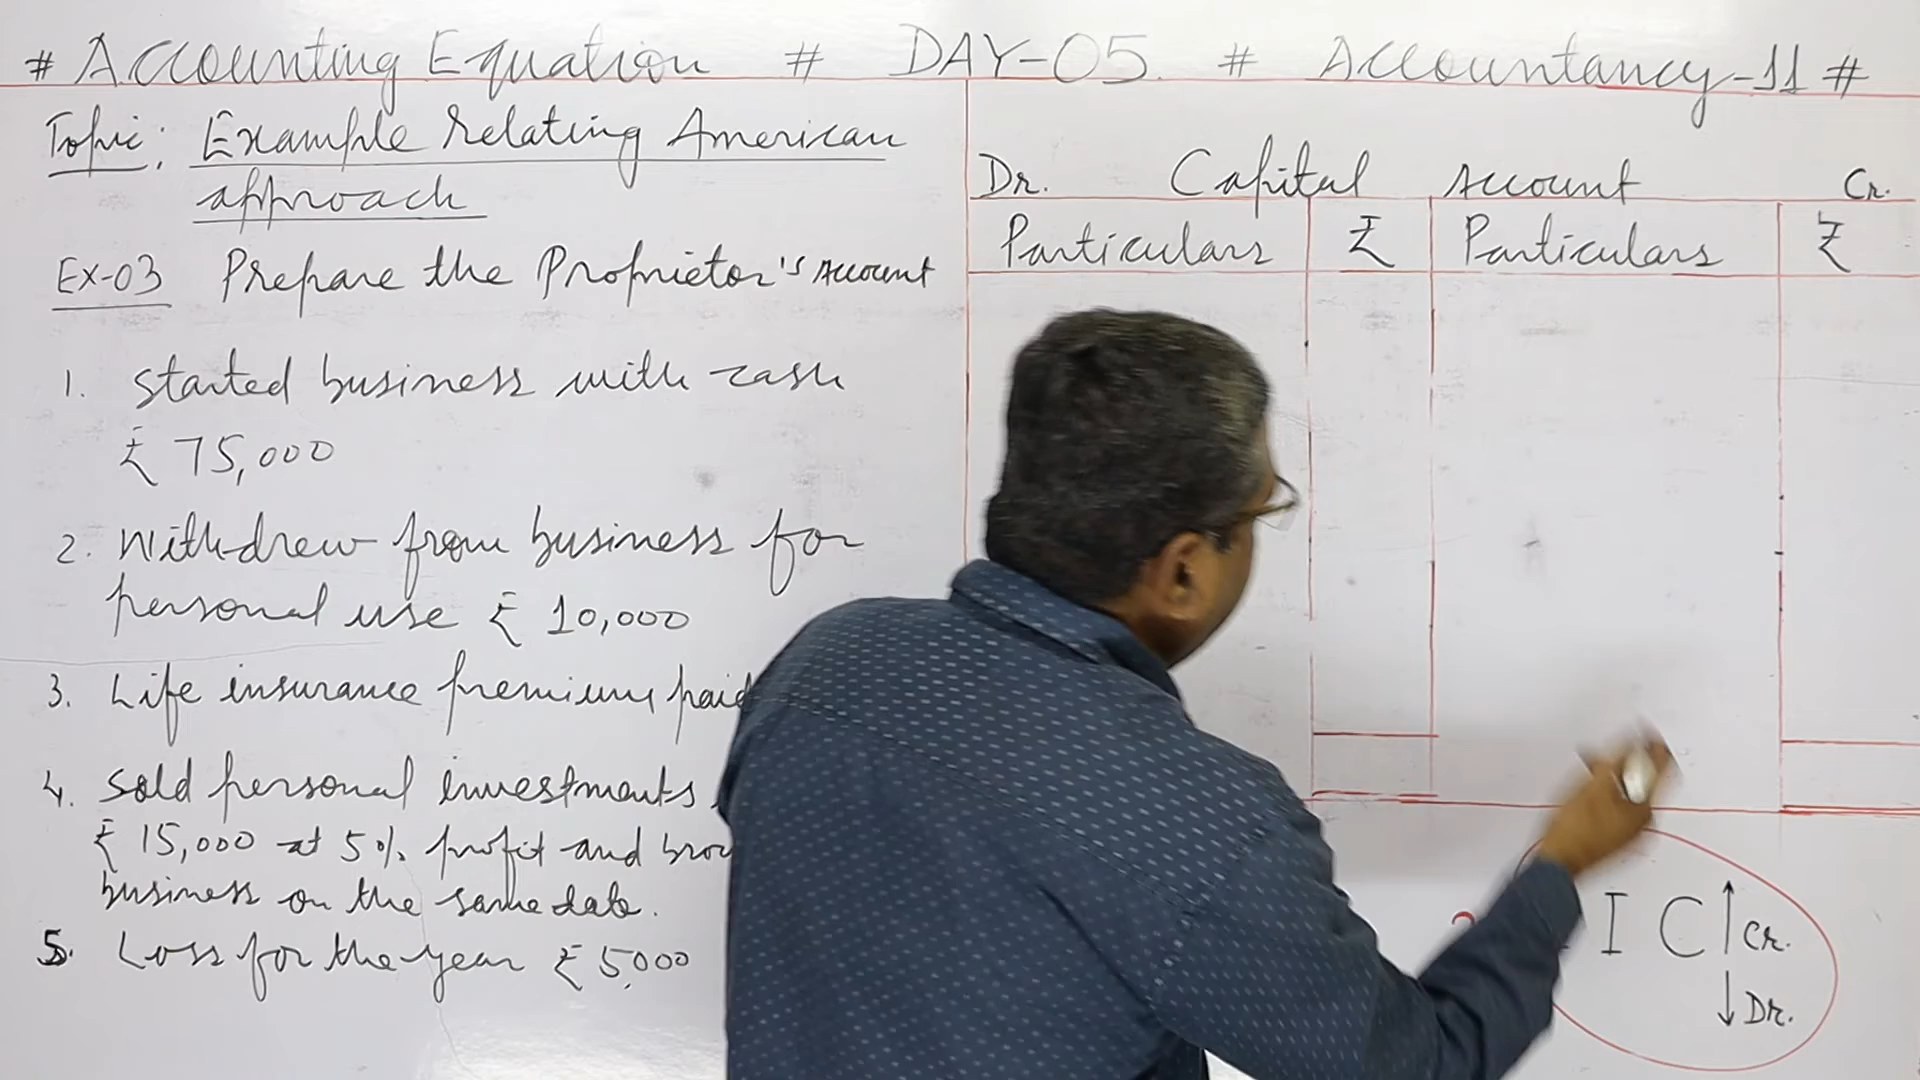 # Accounting Equation # DAY-05. # Accountancy-11 #
Topic: Example relating American
approach
Ex-03 Prepare the Proprietor's Account
1. Started business with cash
₹ 75,000
2. Withdrew from business for
personal use ₹ 10,000
3. Life insurance premium paid
4. Sold personal investments
₹ 15,000 at 5% profit and
business on the same date.
5. Loss for the year ₹ 5,000
Dr. Capital Account Cr.
Particulars ₹ Particulars ₹
I C ↑ Cr.
↓ Dr.